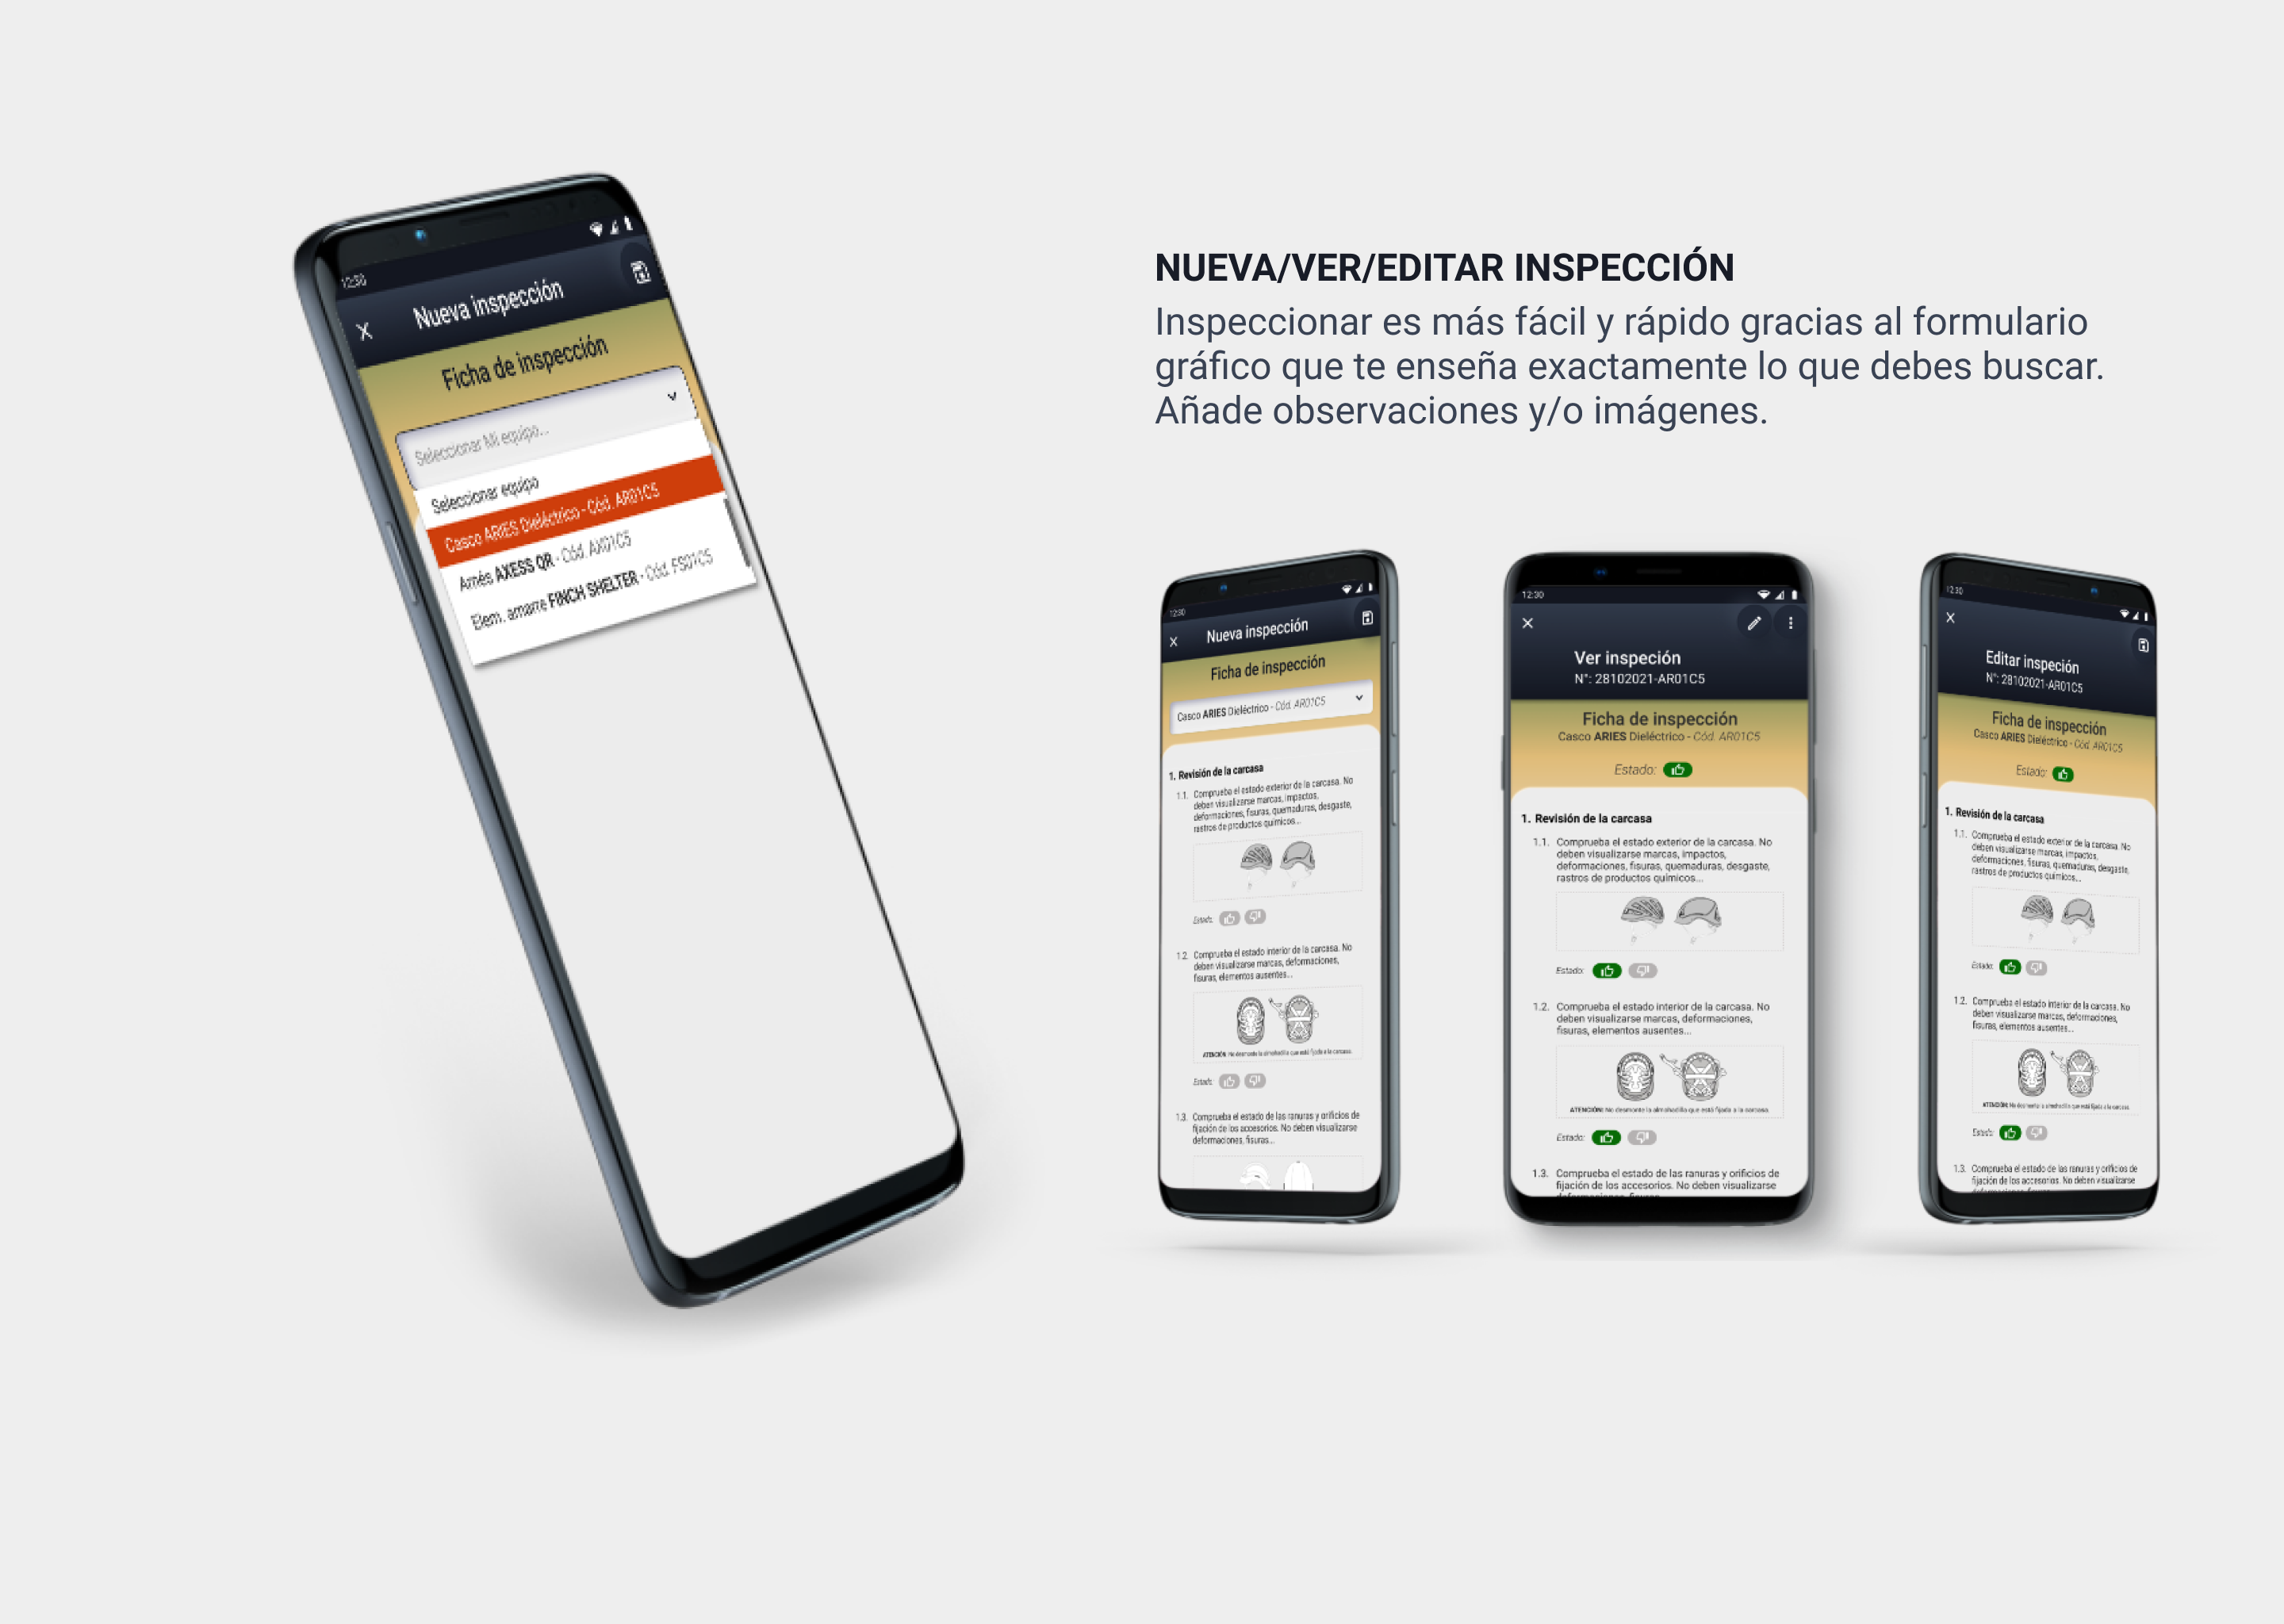 12:30
Nueva inspección
Ficha de inspección
Seleccionar Mi equipo...
Seleccionar equipo
Casco ARIES Dieléctrico - Cód. AR01C5
Arnés AXESS QR - Cód. AX01C5
Elem. amarre FINCH SHELTER - Cód. FS01C5
NUEVA/VER/EDITAR INSPECCIÓN
Inspeccionar es más fácil y rápido gracias al formulario
gráfico que te enseña exactamente lo que debes buscar.
Añade observaciones y/o imágenes.
12:30
Nueva inspección
Ficha de inspección
Casco ARIES Dieléctrico - Cód. AR01C5
1. Revisión de la carcasa
1.1. Comprueba el estado exterior de la carcasa. No
deben visualizarse marcas, impactos,
deformaciones, fisuras, quemaduras, desgaste,
rastros de productos químicos...
Estado:
1.2. Comprueba el estado interior de la carcasa. No
deben visualizarse marcas, deformaciones,
fisuras, elementos ausentes...
ATENCIÓN: No desmonte la almohadilla que está fijada a la carcasa.
Estado:
1.3. Comprueba el estado de las ranuras y orificios de
fijación de los accesorios. No deben visualizarse
deformaciones, fisuras...
12:30
Ver inspeción
N°: 28102021-AR01C5
Ficha de inspección
Casco ARIES Dieléctrico - Cód. AR01C5
Estado:
1. Revisión de la carcasa
1.1. Comprueba el estado exterior de la carcasa. No
deben visualizarse marcas, impactos,
deformaciones, fisuras, quemaduras, desgaste,
rastros de productos químicos...
Estado:
1.2. Comprueba el estado interior de la carcasa. No
deben visualizarse marcas, deformaciones,
fisuras, elementos ausentes...
ATENCIÓN: No desmonte la almohadilla que está fijada a la carcasa.
Estado:
1.3. Comprueba el estado de las ranuras y orificios de
fijación de los accesorios. No deben visualizarse
12:30
Editar inspeción
N°: 28102021-AR01C5
Ficha de inspección
Casco ARIES Dieléctrico - Cód. AR01C5
Estado:
1. Revisión de la carcasa
1.1. Comprueba el estado exterior de la carcasa. No
deben visualizarse marcas, impactos,
deformaciones, fisuras, quemaduras, desgaste,
rastros de productos químicos...
Estado:
1.2. Comprueba el estado interior de la carcasa. No
deben visualizarse marcas, deformaciones,
fisuras, elementos ausentes...
ATENCIÓN: No desmonte la almohadilla que está fijada a la carcasa.
Estado:
1.3. Comprueba el estado de las ranuras y orificios de
fijación de los accesorios. No deben visualizarse